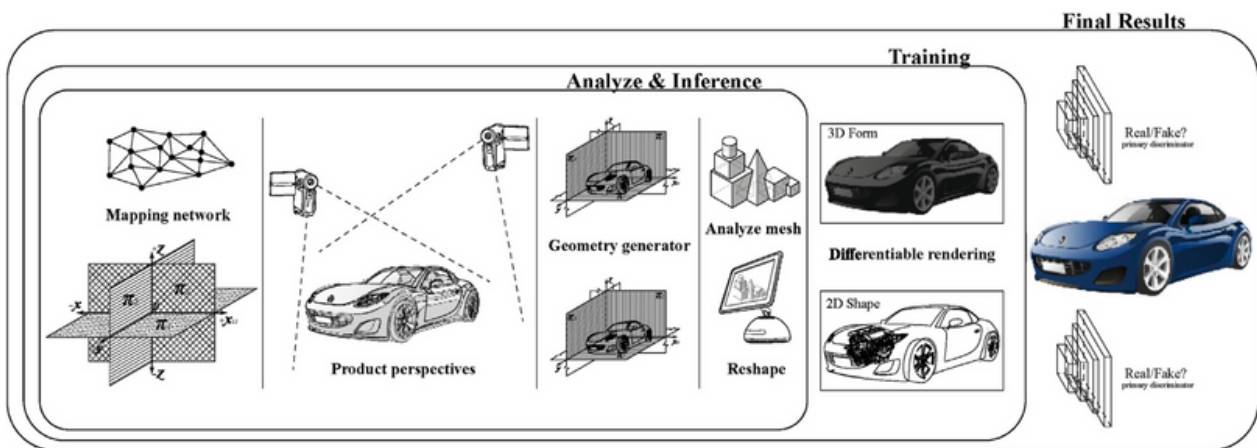 Final Results
Training
Analyze & Inference
Mapping network
Product perspectives
Geometry generator
Analyze mesh
Reshape
3D Form
Differentiable rendering
2D Shape
Real/Fake?
primary discriminator
Real/Fake?
primary discriminator